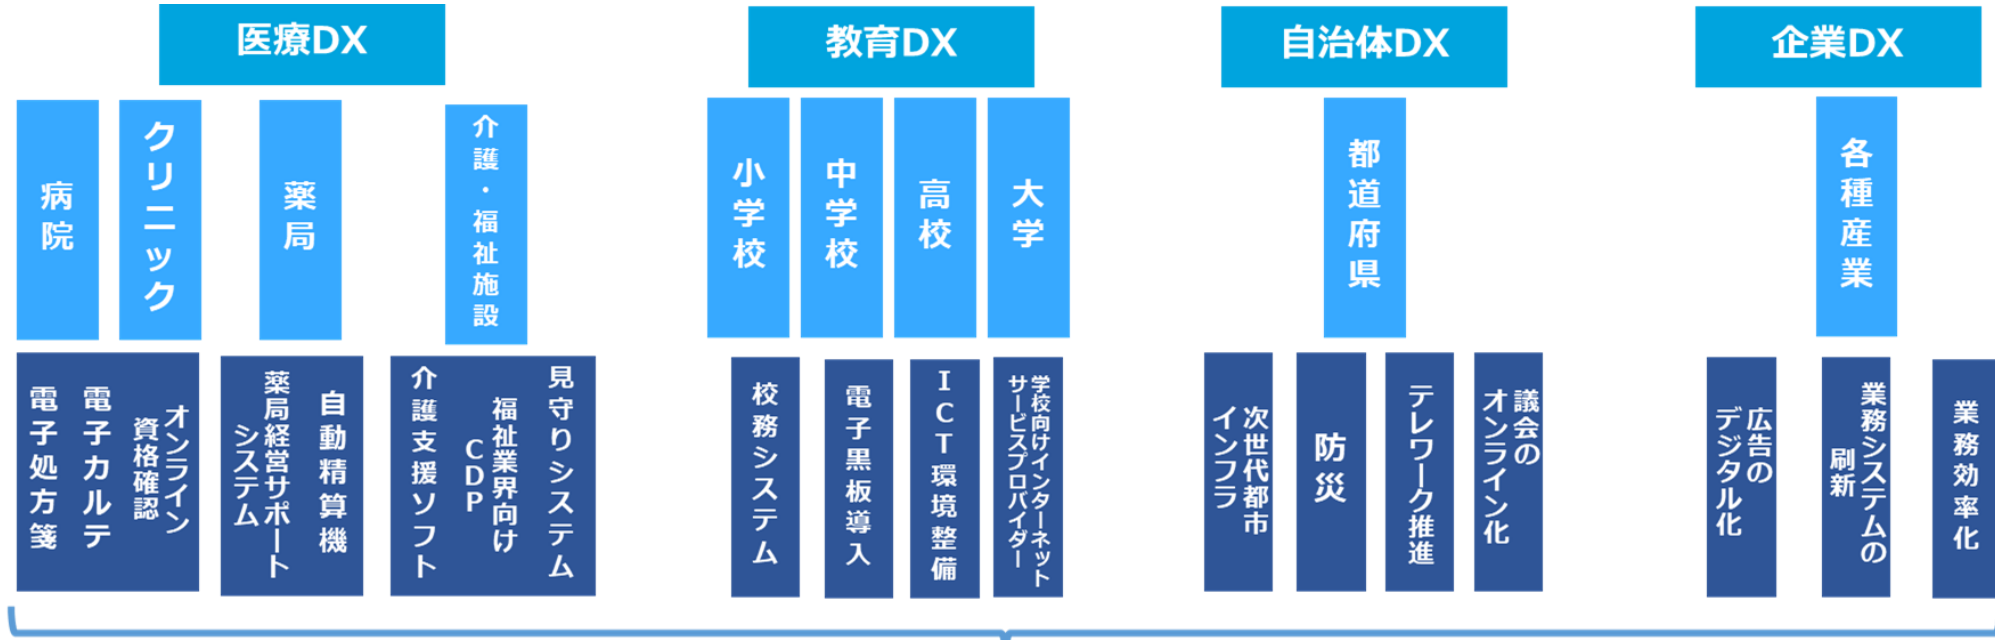 医療DX
教育DX
自治体DX
企業DX
病院
クリニック
薬局
介護・福祉施設
小学校
中学校
高校
大学
都道府県
各種産業
電子処方箋
電子カルテ
オンライン
資格確認
薬局経営サポート
システム
自動精算機
介護支援ソフト
福祉業界向け
CDP
見守りシステム
校務システム
電子黒板導入
ICT環境整備
学校向けインターネット
サービスプロバイダー
次世代都市
インフラ
防災
テレワーク推進
議会の
オンライン化
広告の
デジタル化
業務システムの
刷新
業務効率化